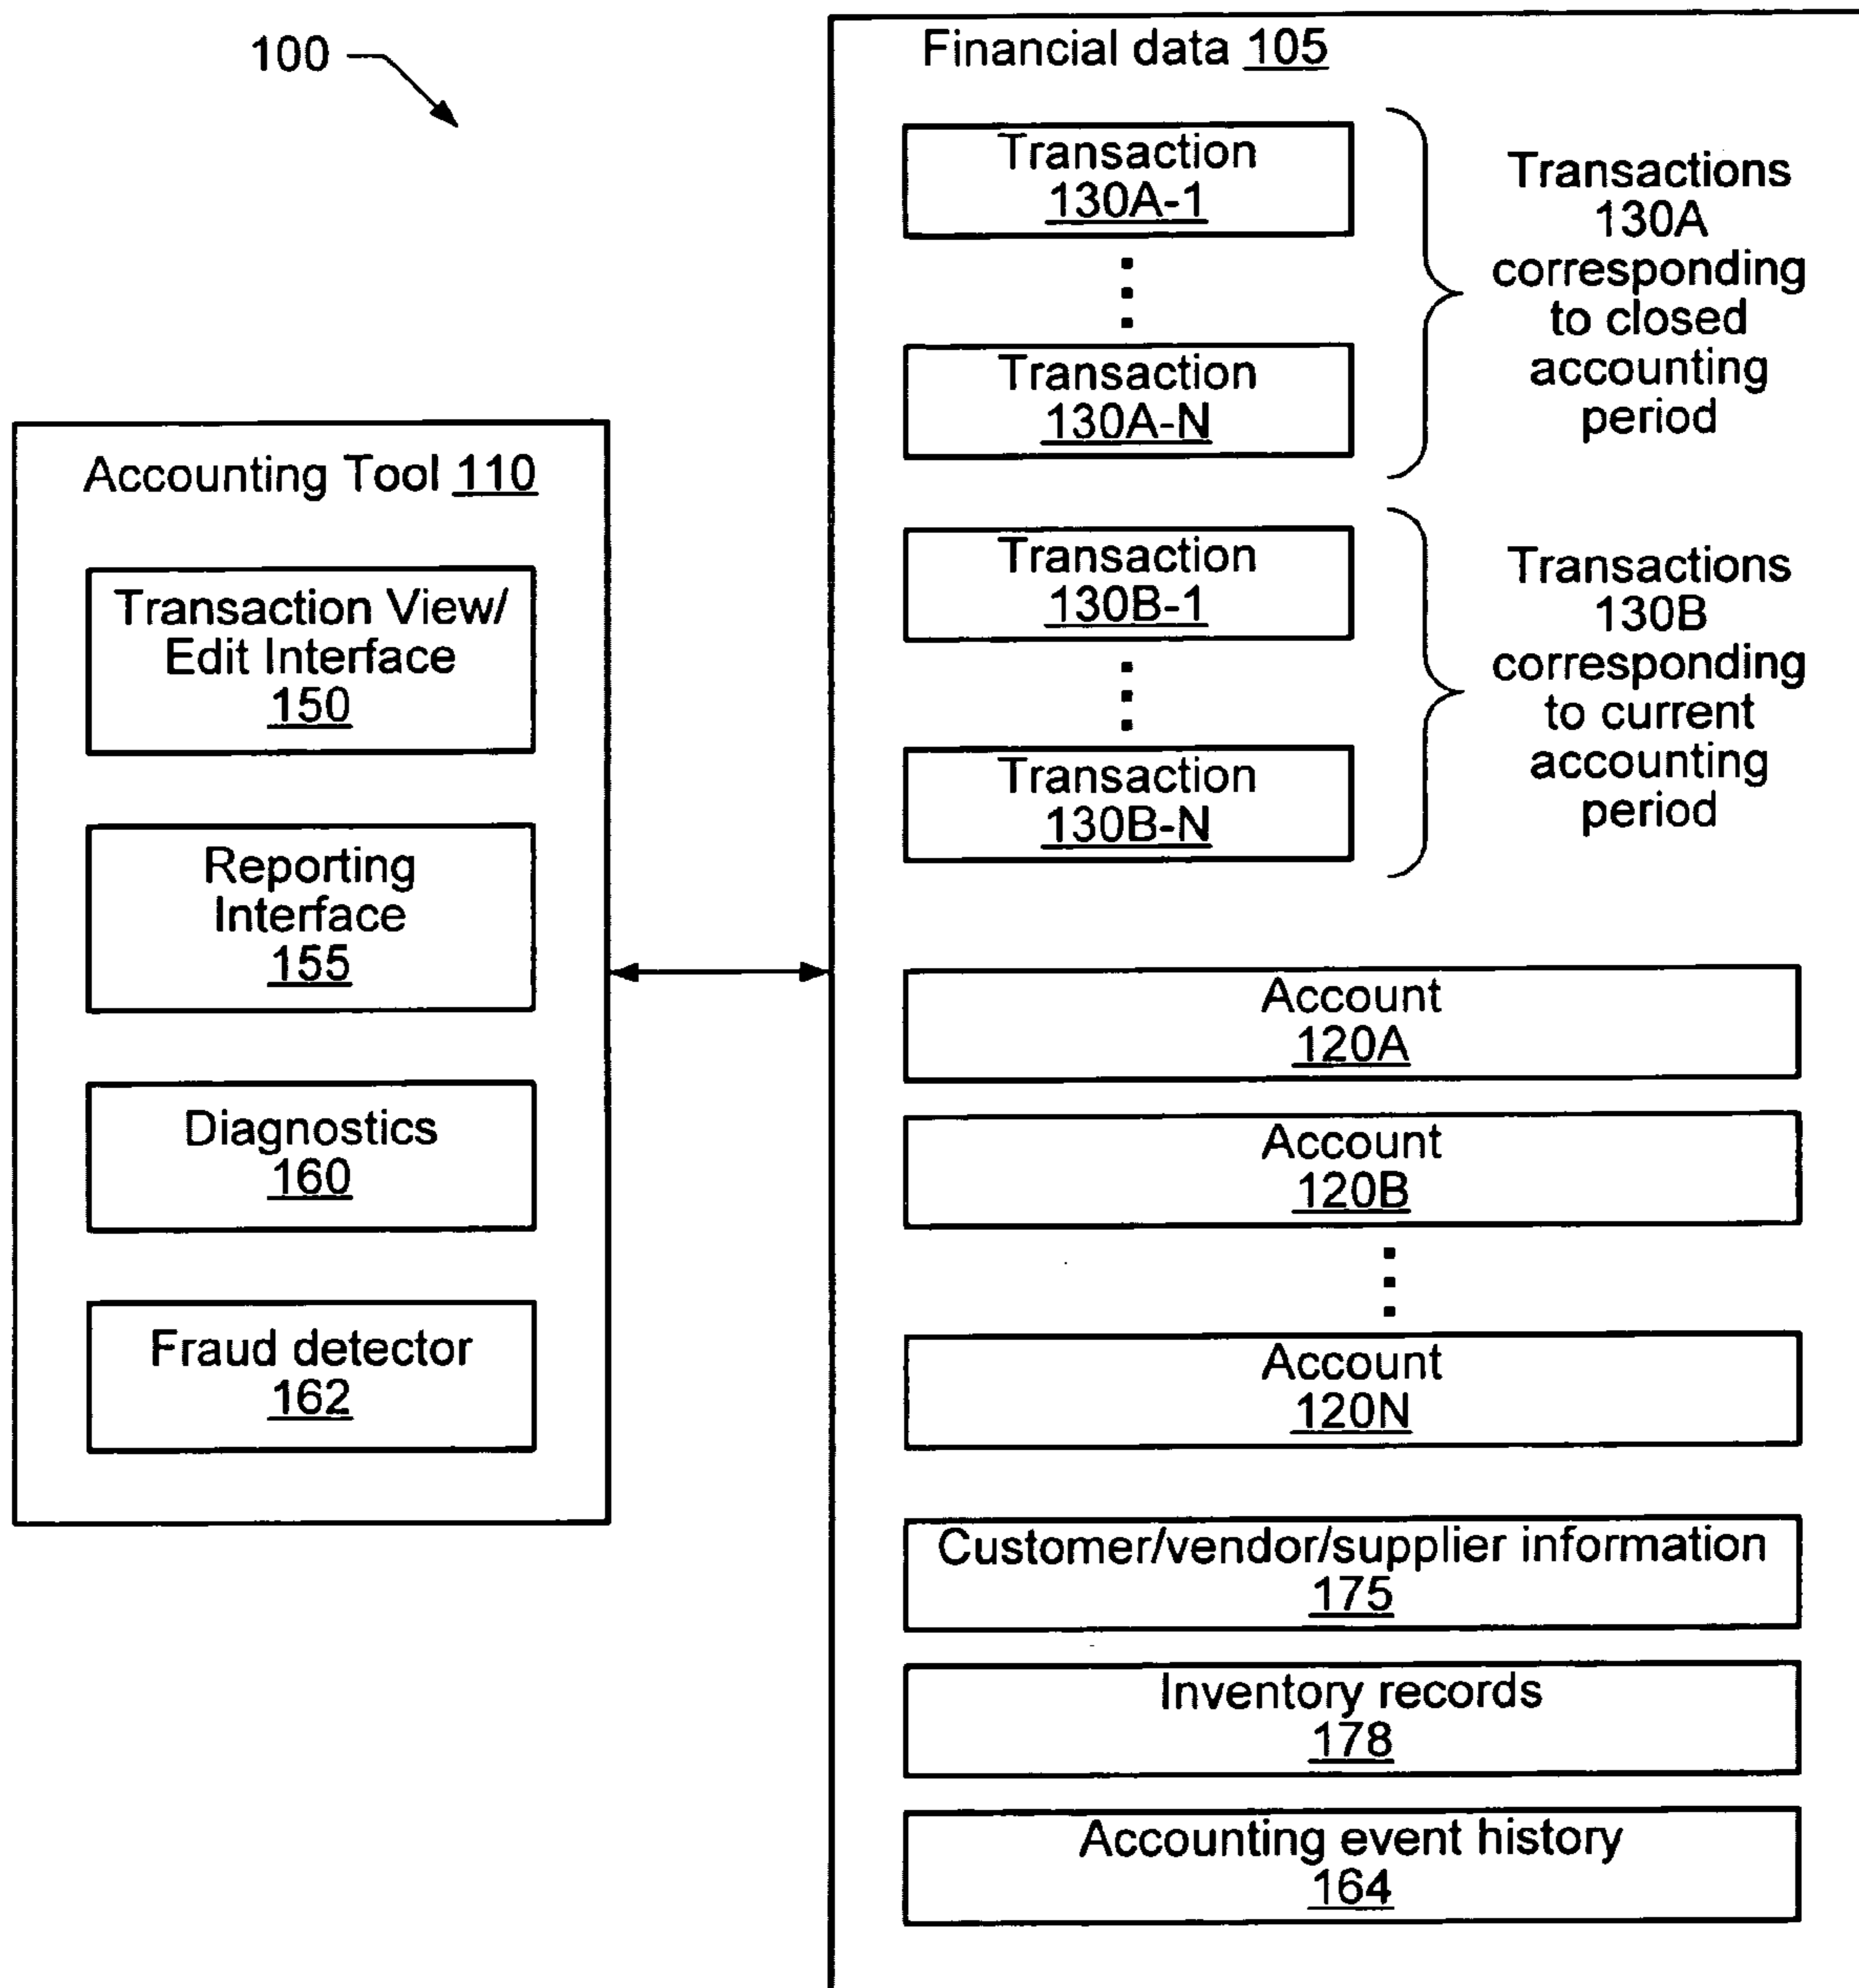 100
Accounting Tool 110
Transaction View/
Edit Interface
150
Reporting
Interface
155
Diagnostics
160
Fraud detector
162
Financial data 105
Transaction
130A-1
Transaction
130A-N
Transactions
130A
corresponding
to closed
accounting
period
Transaction
130B-1
Transaction
130B-N
Transactions
130B
corresponding
to current
accounting
period
Account
120A
Account
120B
Account
120N
Customer/vendor/supplier information
175
Inventory records
178
Accounting event history
164